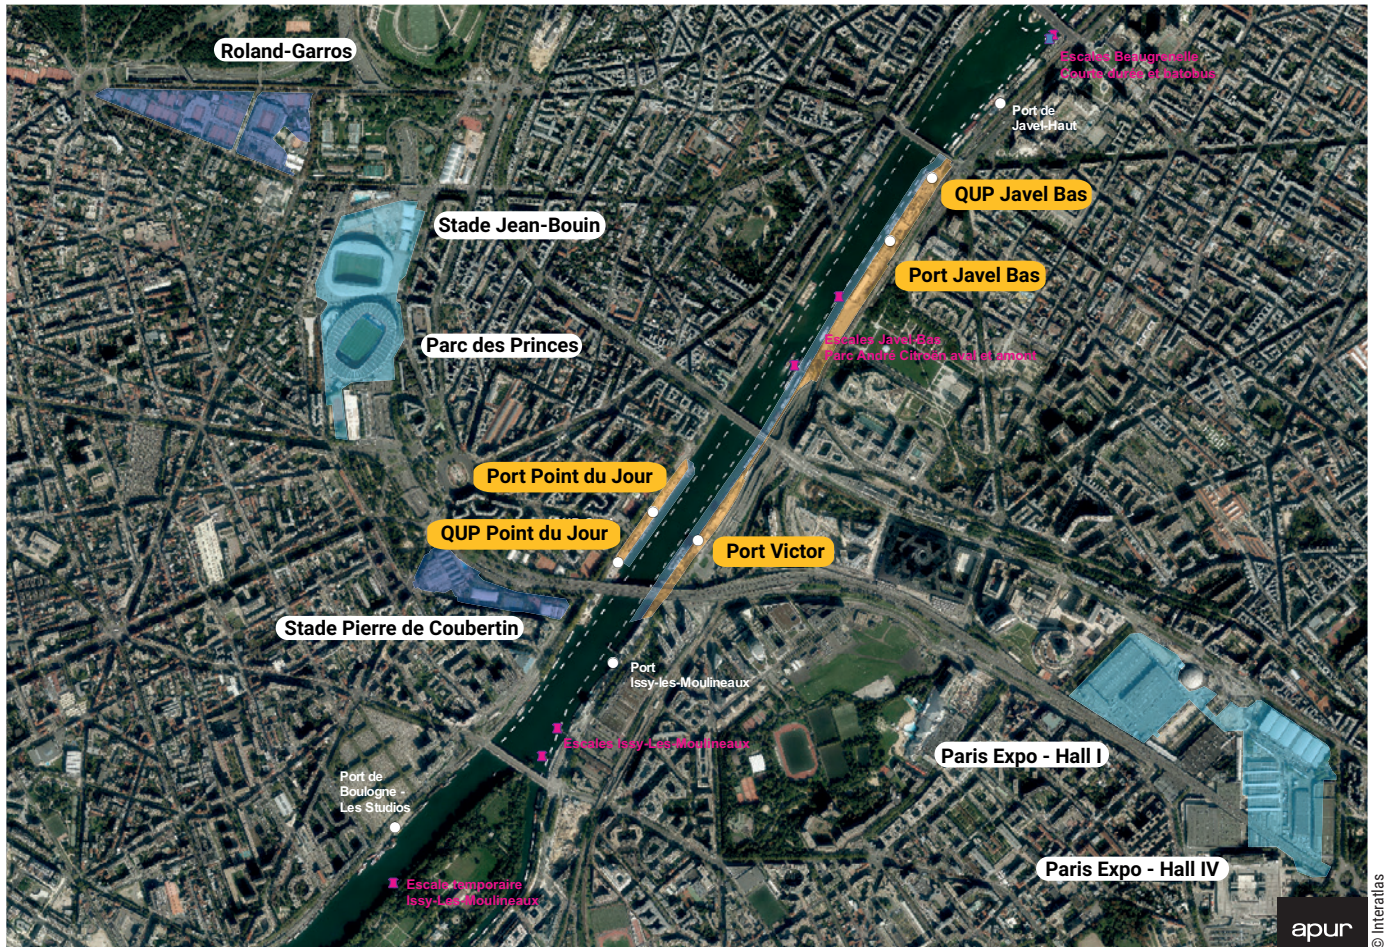 Roland-Garros
Escales Beaugrenelle
Courte durée et batobus
Port de
Javel-Haut
QUP Javel Bas
Stade Jean-Bouin
Port Javel Bas
Parc des Princes
Escales Javel-Bas
Parc André Citroën aval et amont
Port Point du Jour
QUP Point du Jour
Port Victor
Stade Pierre de Coubertin
Port
Issy-les-Moulineaux
Escales Issy-Les-Moulineaux
Paris Expo - Hall I
Port de
Boulogne -
Les Studios
Paris Expo - Hall IV
Escale temporaire
Issy-Les-Moulineaux
apur
© Interatlas